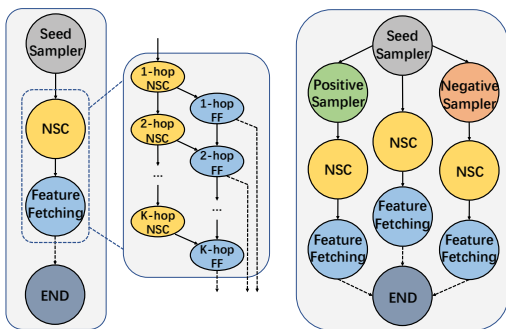 Seed
Sampler
NSC
Feature
Fetching
END
1-hop
NSC
1-hop
FF
2-hop
NSC
2-hop
FF
...
...
K-hop
NSC
K-hop
FF
Seed
Sampler
Positive
Sampler
Negative
Sampler
NSC
NSC
NSC
Feature
Fetching
Feature
Fetching
Feature
Fetching
END